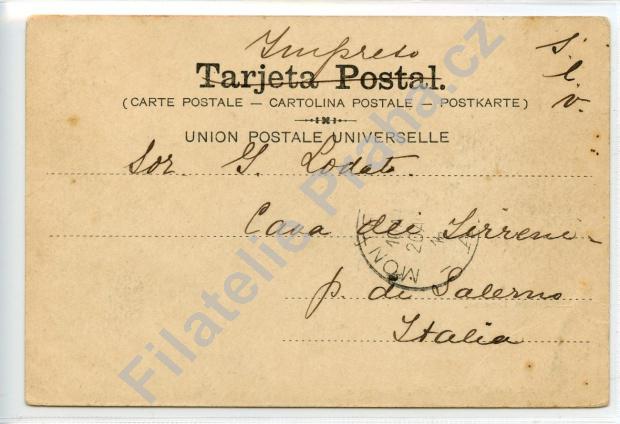 Impreso
S
l
v.
Tarjeta Postal.
(CARTE POSTALE — CARTOLINA POSTALE — POSTKARTE)
UNION POSTALE UNIVERSELLE
Sor. G. Lodato.
Cava dei Tirreni -
p. di Salerno
Italia
MONTE
Filatelie Praha.cz